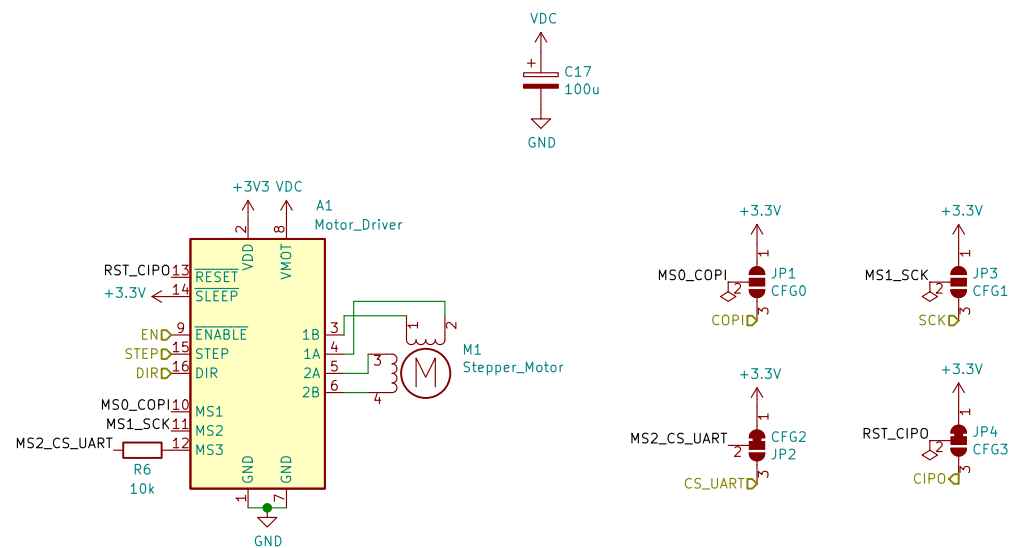 VDC
+
C17
100u
GND
+3V3 VDC
A1
Motor_Driver
2
8
VDD
VMOT
RST_CIPO 13 RESET
+3.3V 14 SLEEP
EN 9 ENABLE
STEP 15 STEP
DIR 16 DIR
MS0_COPI 10 MS1
MS1_SCK 11 MS2
MS2_CS_UART 12 MS3
R6
10k
1B 3
1A 4
2A 5
2B 6
GND
GND
1
7
GND
1
2
3
4
M
M1
Stepper_Motor
+3.3V
1
MS0_COPI
2
JP1
CFG0
3
COPI
+3.3V
1
MS1_SCK
2
JP3
CFG1
3
SCK
+3.3V
1
MS2_CS_UART
2
CFG2
JP2
3
CS_UART
+3.3V
1
RST_CIPO
2
JP4
CFG3
3
CIPO